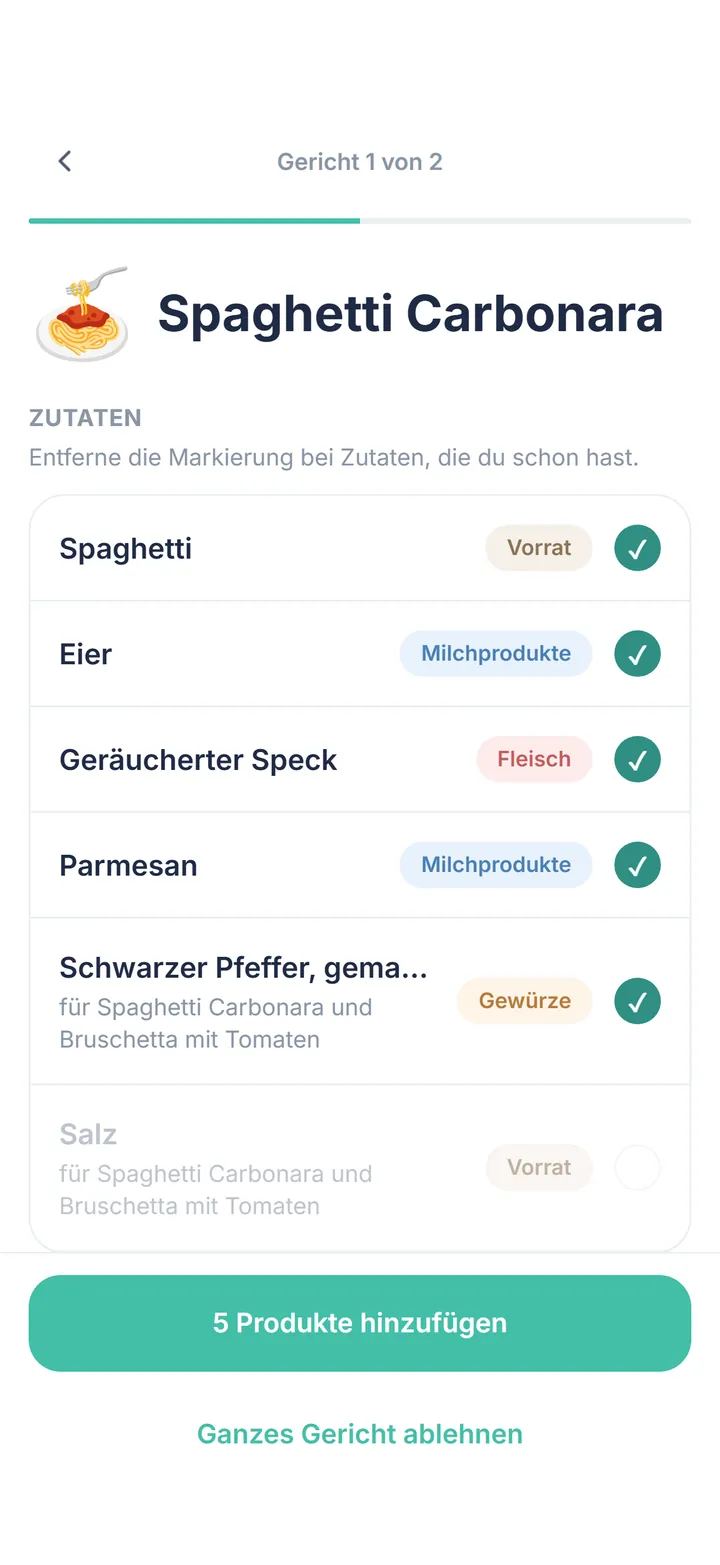 Gericht 1 von 2
Spaghetti Carbonara
ZUTATEN
Entferne die Markierung bei Zutaten, die du schon hast.
Spaghetti Vorrat
Eier Milchprodukte
Geräucherter Speck Fleisch
Parmesan Milchprodukte
Schwarzer Pfeffer, gema...
für Spaghetti Carbonara und
Bruschetta mit Tomaten
Gewürze
Salz
für Spaghetti Carbonara und
Bruschetta mit Tomaten
Vorrat
5 Produkte hinzufügen
Ganzes Gericht ablehnen